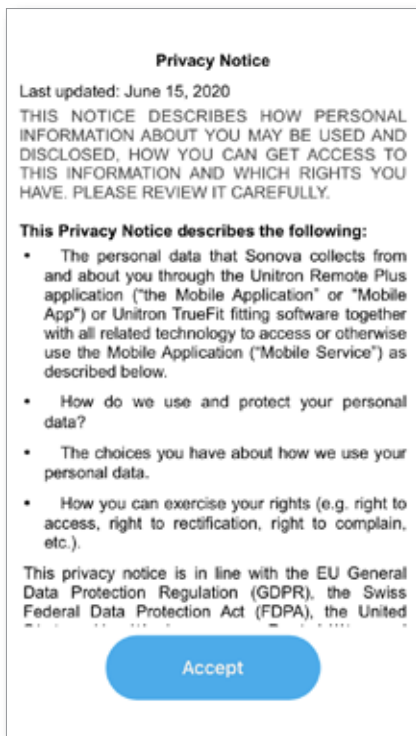 Privacy Notice
Last updated: June 15, 2020
THIS NOTICE DESCRIBES HOW PERSONAL
INFORMATION ABOUT YOU MAY BE USED AND
DISCLOSED, HOW YOU CAN GET ACCESS TO
THIS INFORMATION AND WHICH RIGHTS YOU
HAVE. PLEASE REVIEW IT CAREFULLY.
This Privacy Notice describes the following:
• The personal data that Sonova collects from
and about you through the Unitron Remote Plus
application ("the Mobile Application" or "Mobile
App") or Unitron TrueFit fitting software together
with all related technology to access or otherwise
use the Mobile Application ("Mobile Service") as
described below.
• How do we use and protect your personal
data?
• The choices you have about how we use your
personal data.
• How you can exercise your rights (e.g. right to
access, right to rectification, right to complain,
etc.).
This privacy notice is in line with the EU General
Data Protection Regulation (GDPR), the Swiss
Federal Data Protection Act (FDPA), the United
Accept